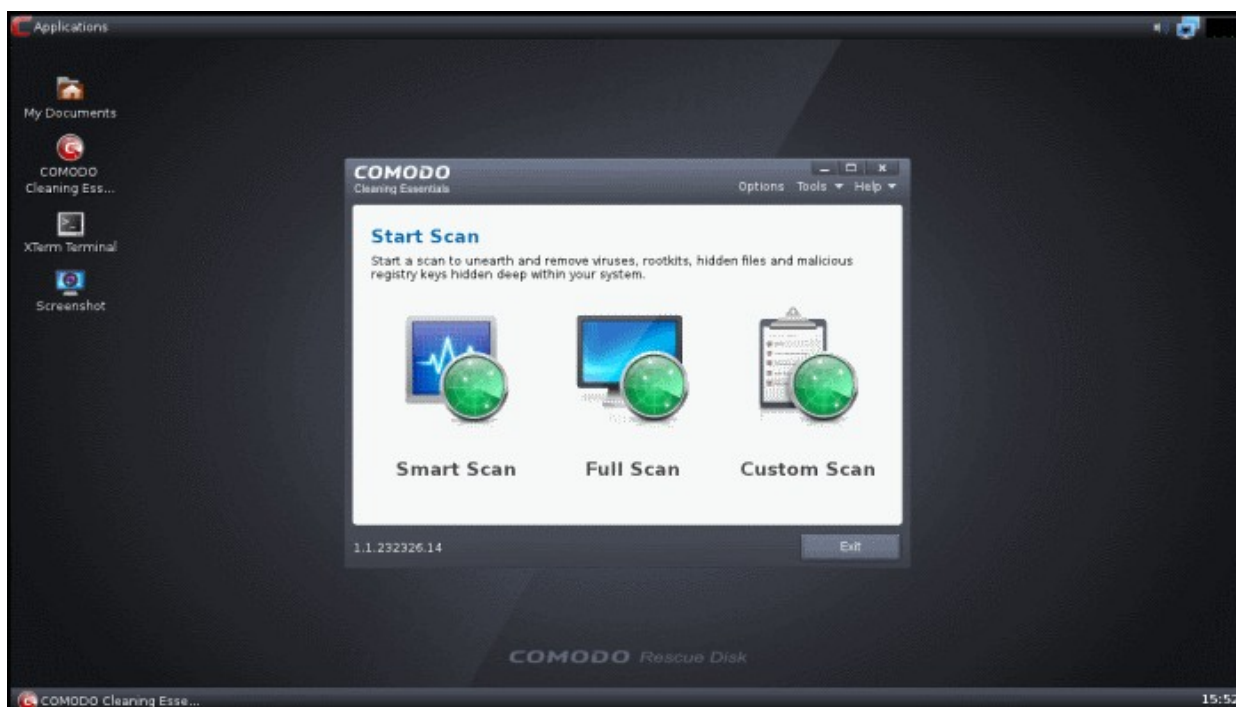 Applications
My Documents
COMODO
Cleaning Ess...
XTerm Terminal
Screenshot
COMODO
Cleaning Essentials
Options Tools Help
Start Scan
Start a scan to unearth and remove viruses, rootkits, hidden files and malicious
registry keys hidden deep within your system.
Smart Scan Full Scan Custom Scan
1.1.232326.14
Exit
COMODO Rescue Disk
COMODO Cleaning Esse...
15:52